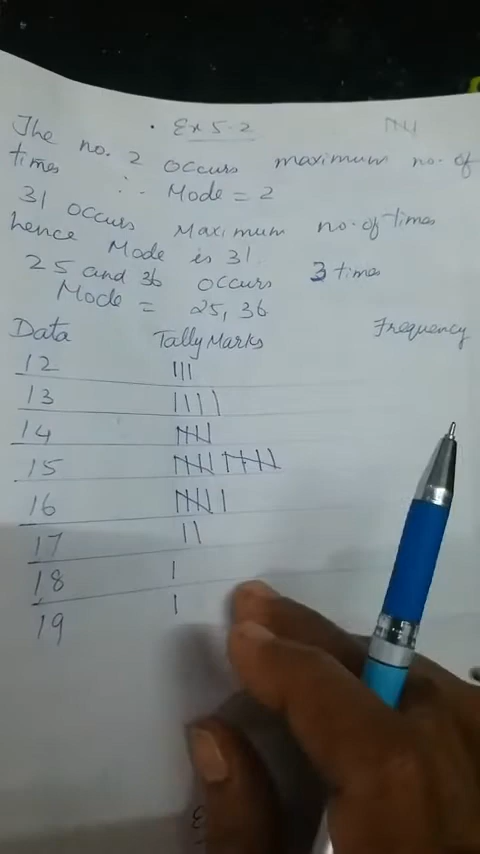 Ex 5.2
The no. 2 occurs maximum no. of
times ∴ Mode = 2
31 occurs Maximum no. of times
hence Mode is 31.
25 and 36 occurs 3 times
Mode = 25, 36
Data Tally Marks Frequency
12 |||
13 ||||
14 卌
15 卌 卌
16 卌 |
17 ||
18 |
19 |